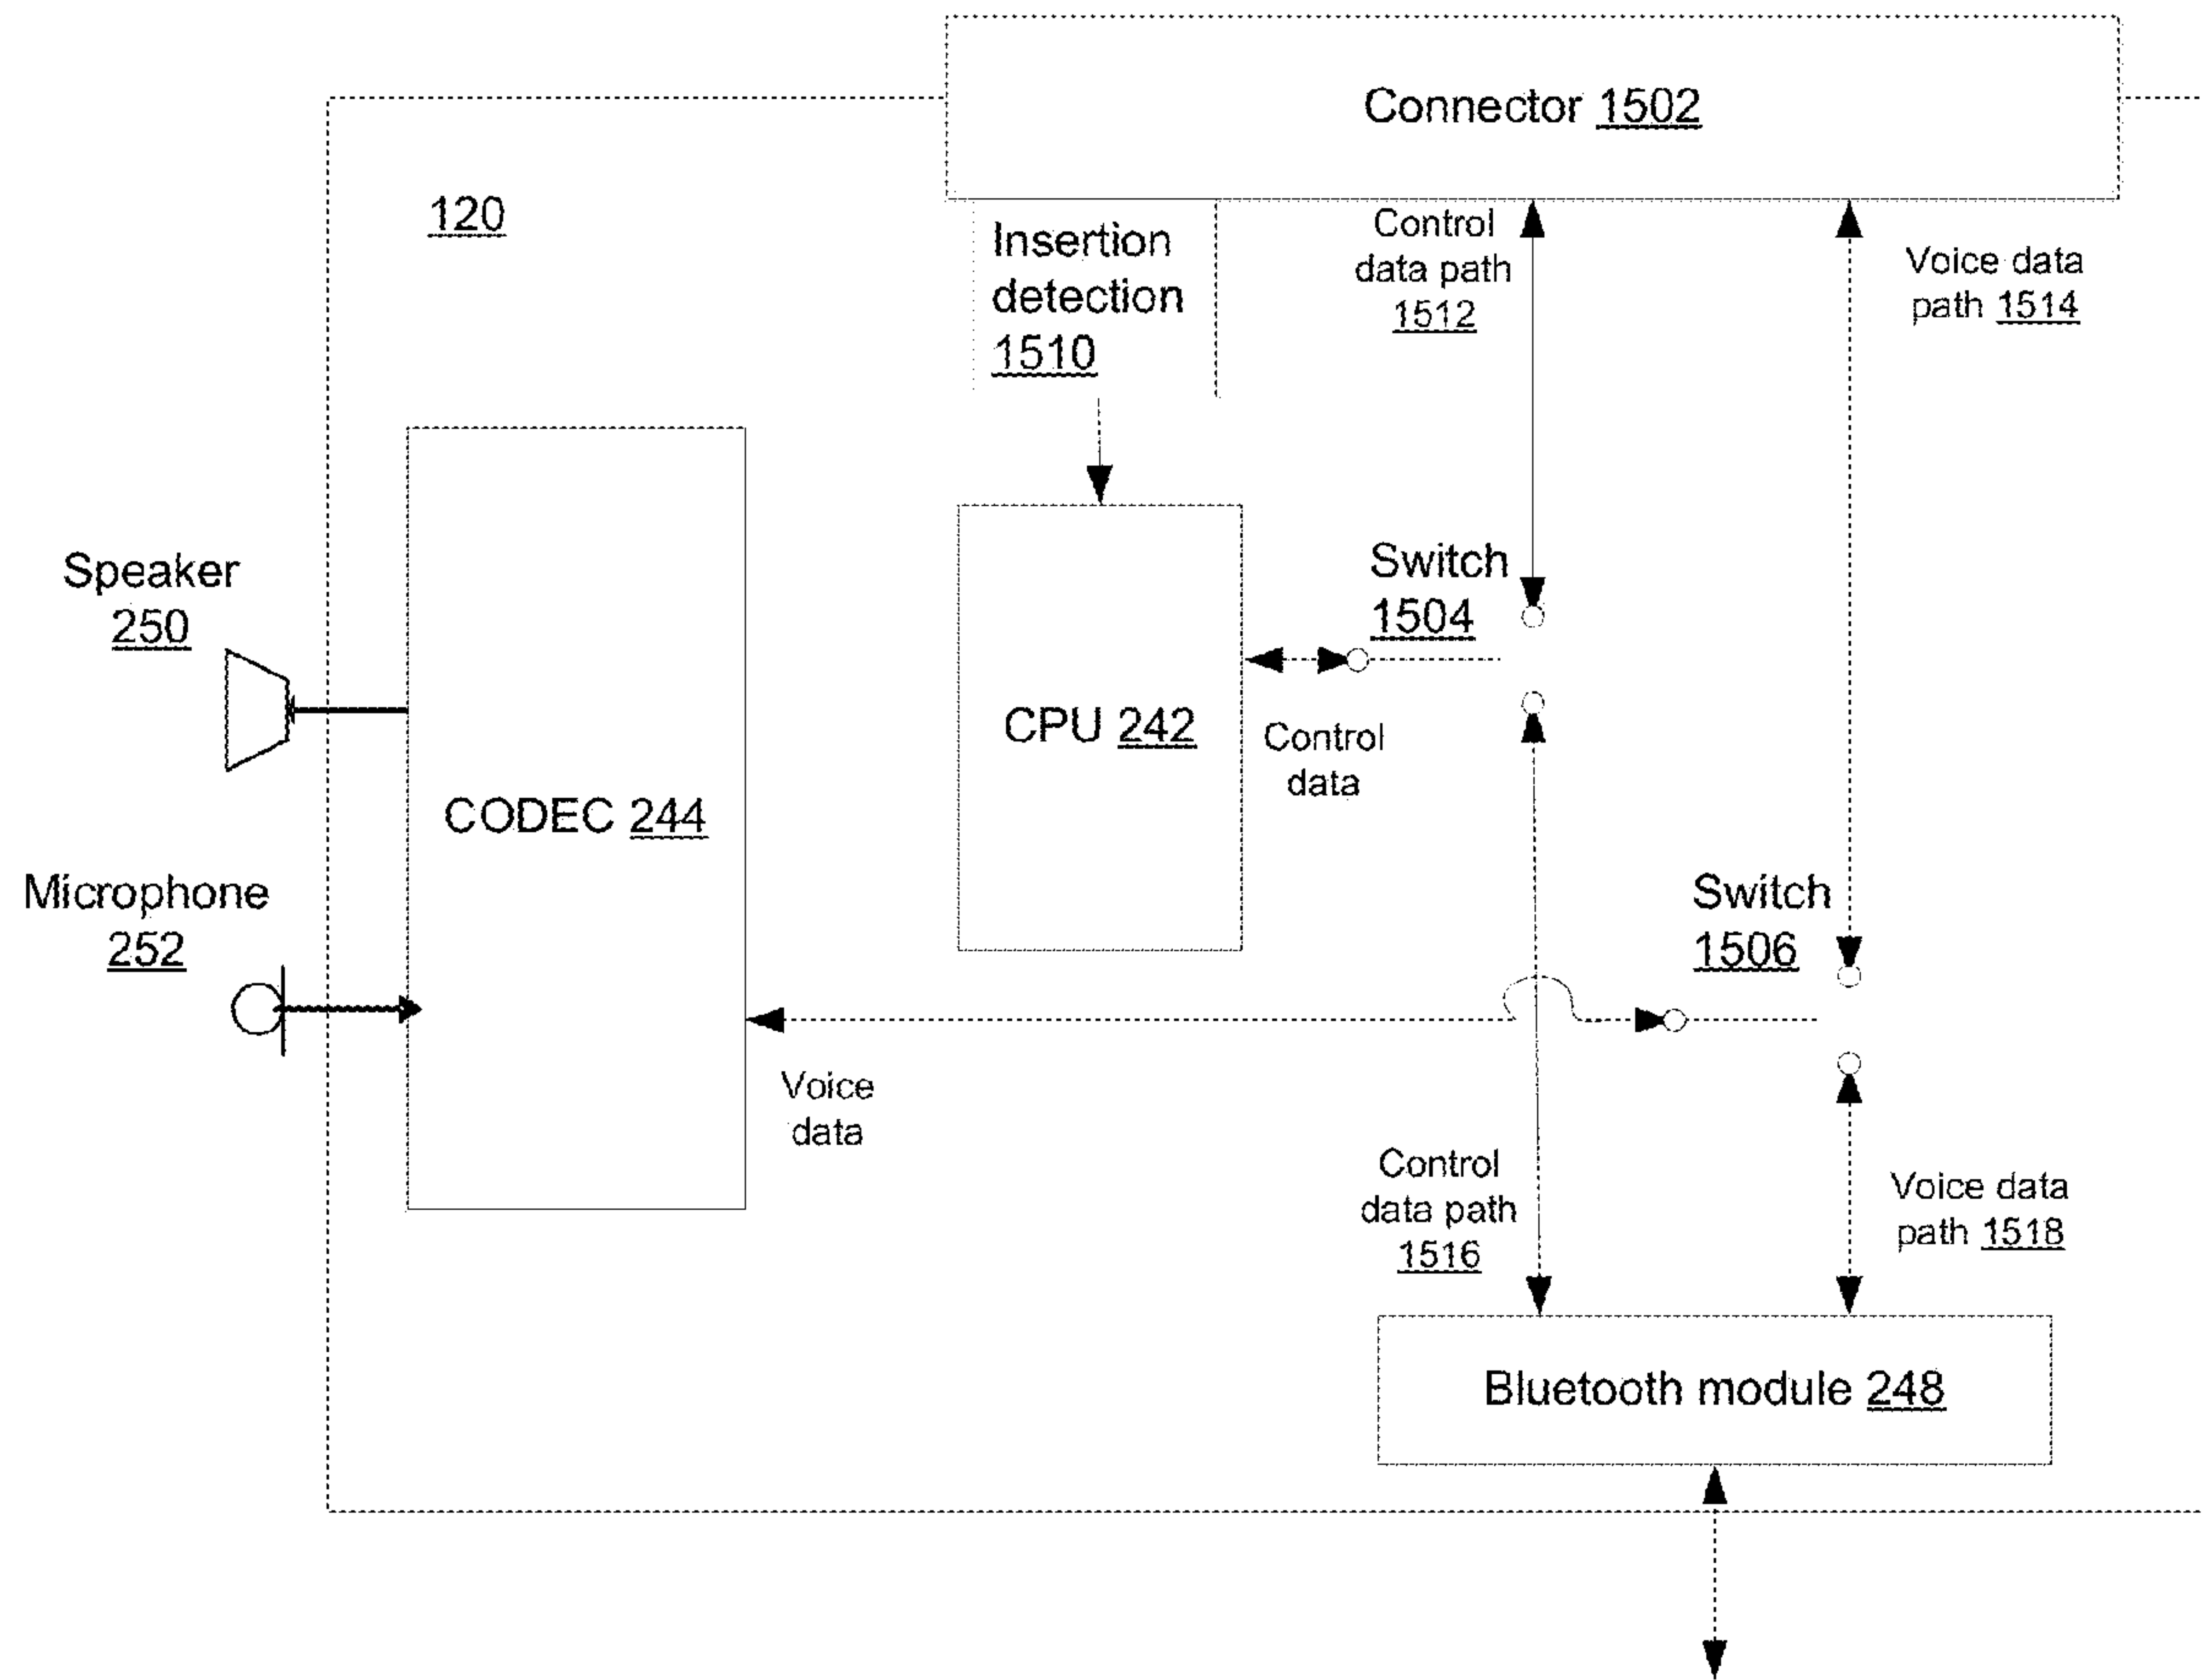 Connector 1502
120
Insertion
detection
1510
Control
data path
1512
Voice data
path 1514
Speaker
250
Switch
1504
CPU 242
Control
data
CODEC 244
Microphone
252
Switch
1506
Voice
data
Control
data path
1516
Voice data
path 1518
Bluetooth module 248